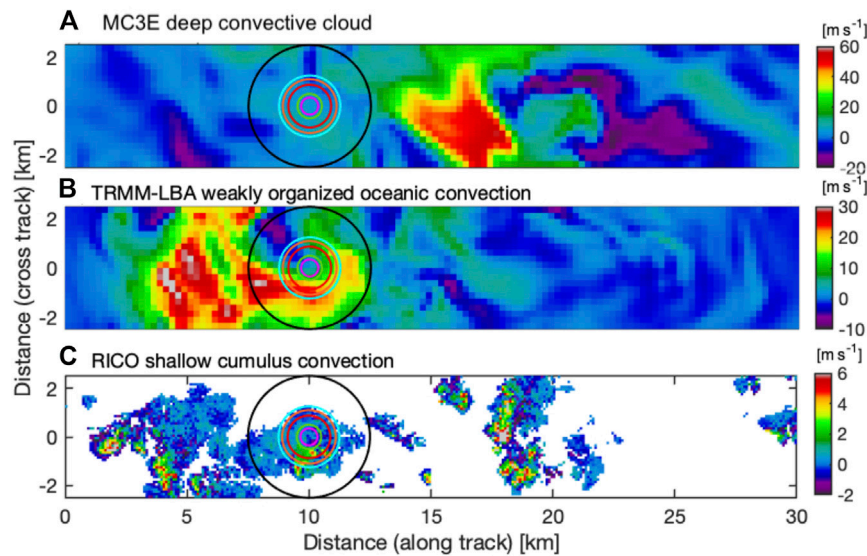 A MC3E deep convective cloud
[m s⁻¹]
2
0
-2
60
40
20
0
-20
B TRMM-LBA weakly organized oceanic convection
[m s⁻¹]
2
0
-2
30
20
10
0
-10
C RICO shallow cumulus convection
[m s⁻¹]
2
0
-2
6
4
2
0
-2
0 5 10 15 20 25 30
Distance (along track) [km]
Distance (cross track) [km]